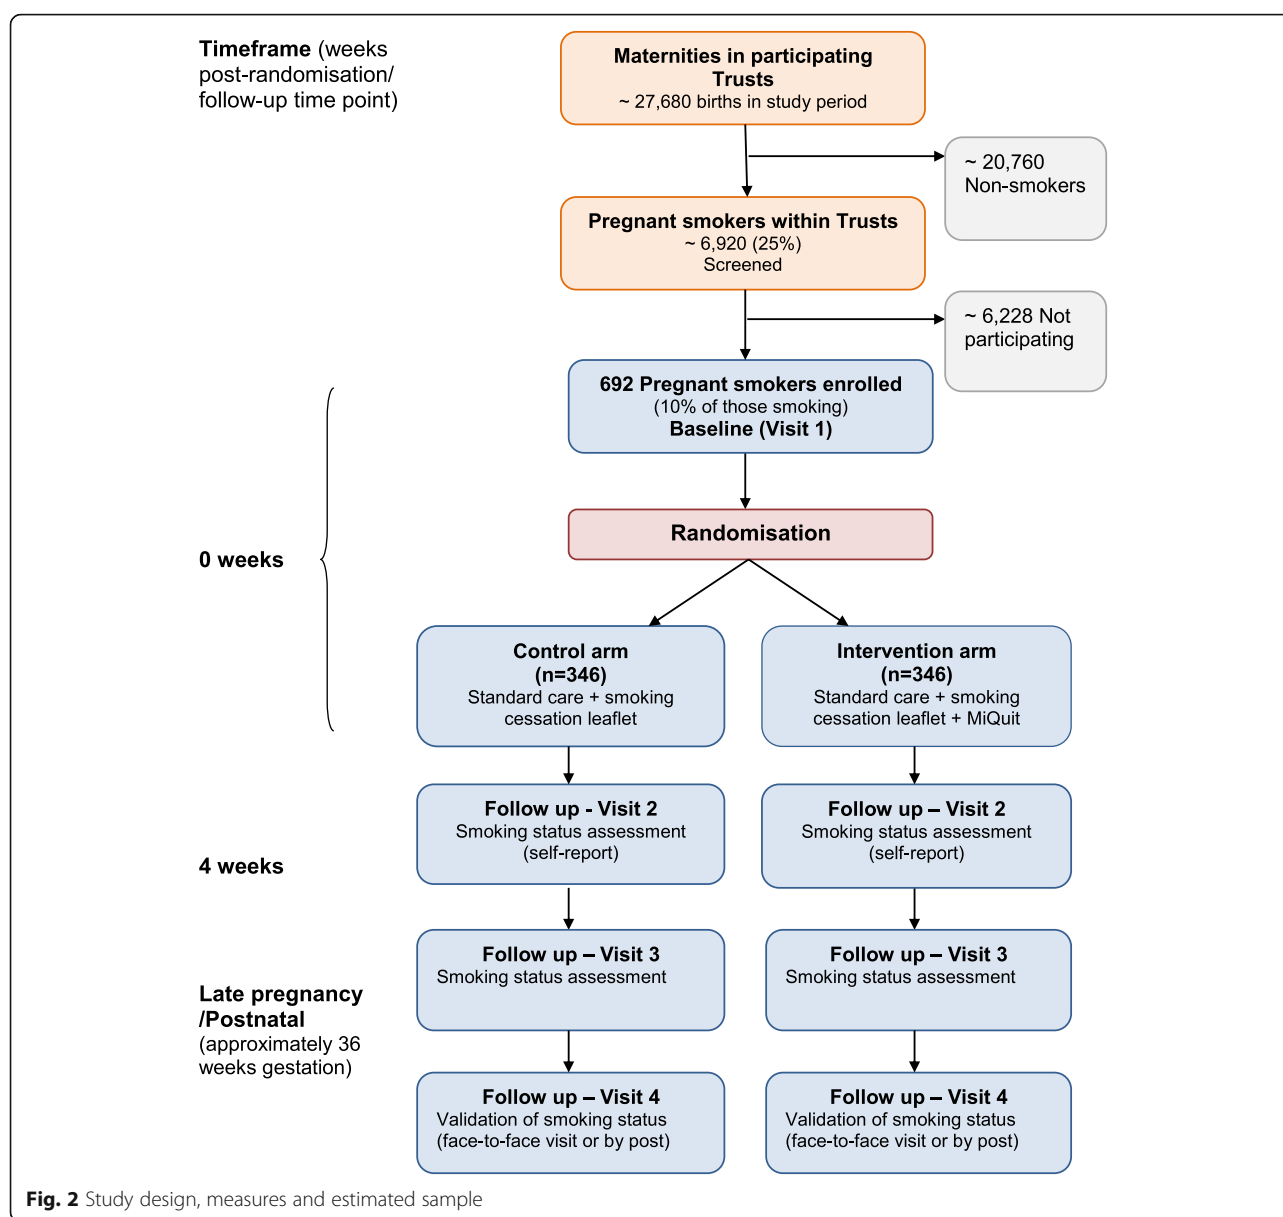 Timeframe (weeks
post-randomisation/
follow-up time point)
Maternities in participating
Trusts
~ 27,680 births in study period
~ 20,760
Non-smokers
Pregnant smokers within Trusts
~ 6,920 (25%)
Screened
~ 6,228 Not
participating
692 Pregnant smokers enrolled
(10% of those smoking)
Baseline (Visit 1)
Randomisation
0 weeks
Control arm
(n=346)
Standard care + smoking
cessation leaflet
Intervention arm
(n=346)
Standard care + smoking
cessation leaflet + MiQuit
4 weeks
Follow up - Visit 2
Smoking status assessment
(self-report)
Follow up – Visit 2
Smoking status assessment
(self-report)
Late pregnancy
/Postnatal
(approximately 36
weeks gestation)
Follow up – Visit 3
Smoking status assessment
Follow up – Visit 3
Smoking status assessment
Follow up – Visit 4
Validation of smoking status
(face-to-face visit or by post)
Follow up – Visit 4
Validation of smoking status
(face-to-face visit or by post)
Fig. 2 Study design, measures and estimated sample